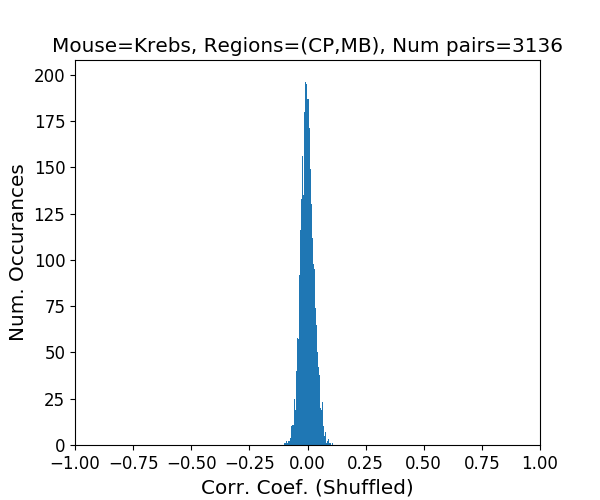 Mouse=Krebs, Regions=(CP,MB), Num pairs=3136
200
175
150
125
100
75
50
25
0
Num. Occurances
−1.00 −0.75 −0.50 −0.25 0.00 0.25 0.50 0.75 1.00
Corr. Coef. (Shuffled)